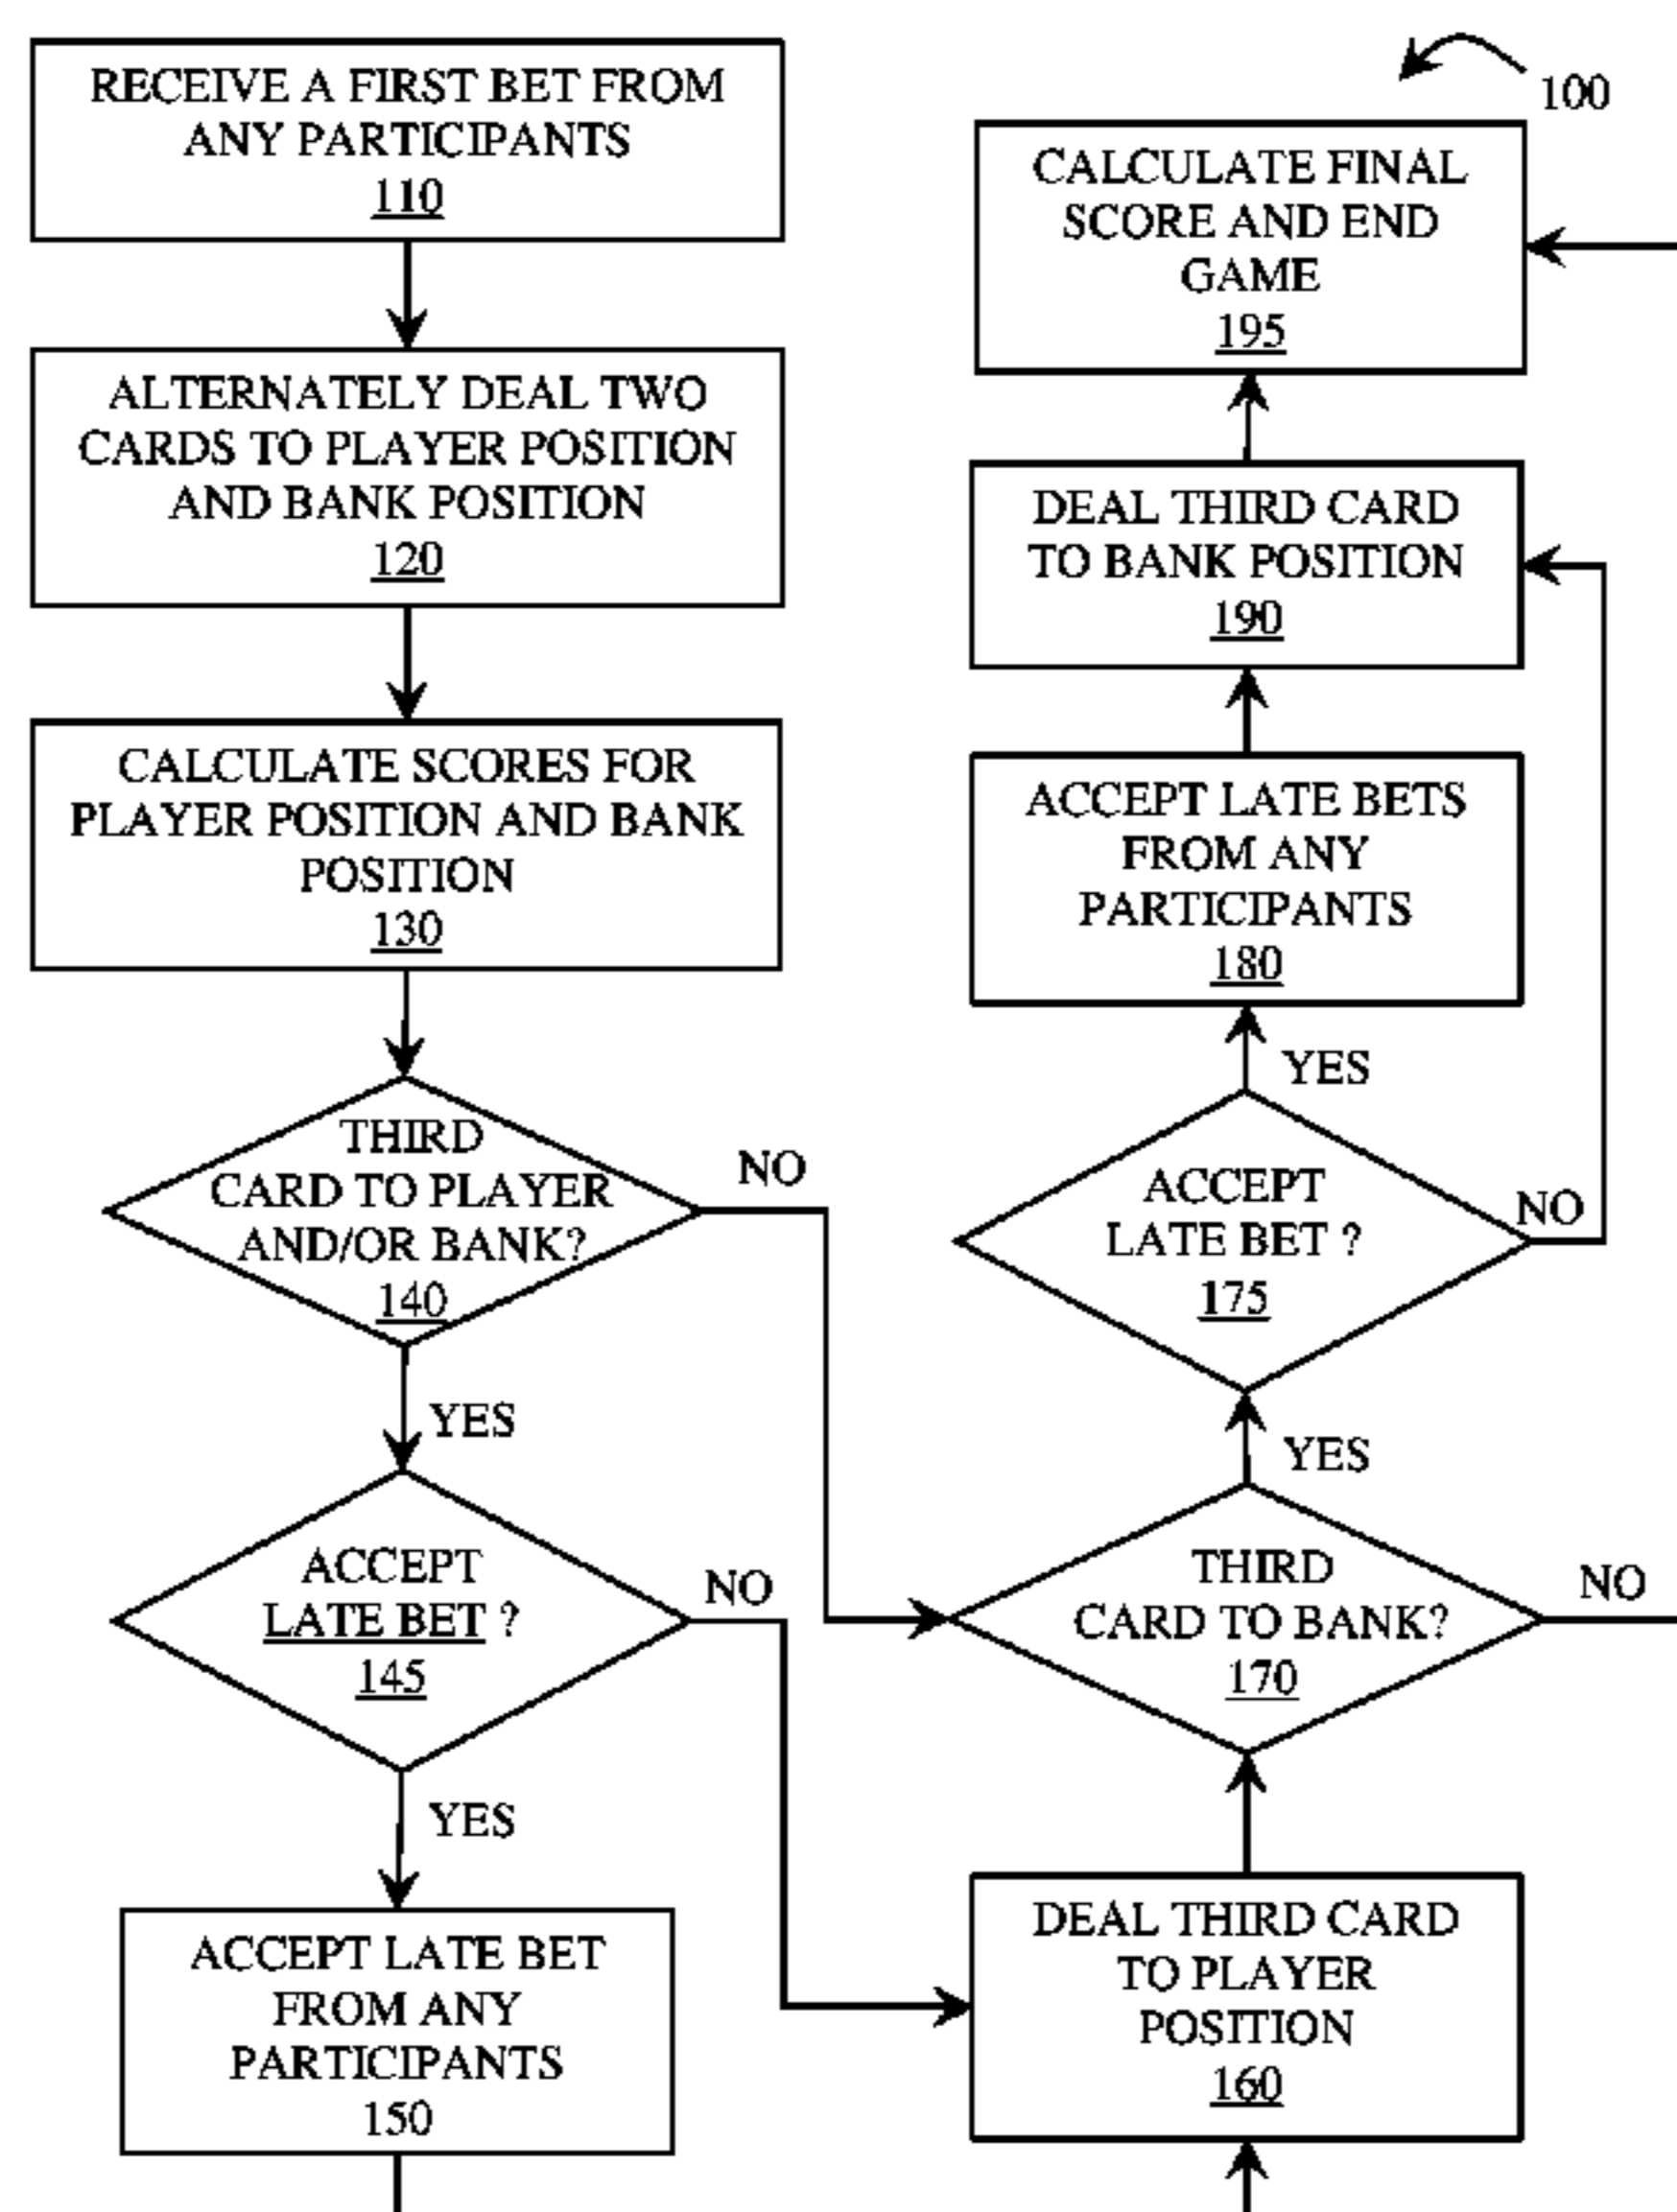 RECEIVE A FIRST BET FROM
ANY PARTICIPANTS
110
ALTERNATELY DEAL TWO
CARDS TO PLAYER POSITION
AND BANK POSITION
120
CALCULATE SCORES FOR
PLAYER POSITION AND BANK
POSITION
130
THIRD
CARD TO PLAYER
AND/OR BANK?
140
NO
YES
ACCEPT
LATE BET ?
145
NO
YES
ACCEPT LATE BET
FROM ANY
PARTICIPANTS
150
100
CALCULATE FINAL
SCORE AND END
GAME
195
DEAL THIRD CARD
TO BANK POSITION
190
ACCEPT LATE BETS
FROM ANY
PARTICIPANTS
180
YES
ACCEPT
LATE BET ?
175
NO
YES
THIRD
CARD TO BANK?
170
NO
DEAL THIRD CARD
TO PLAYER
POSITION
160